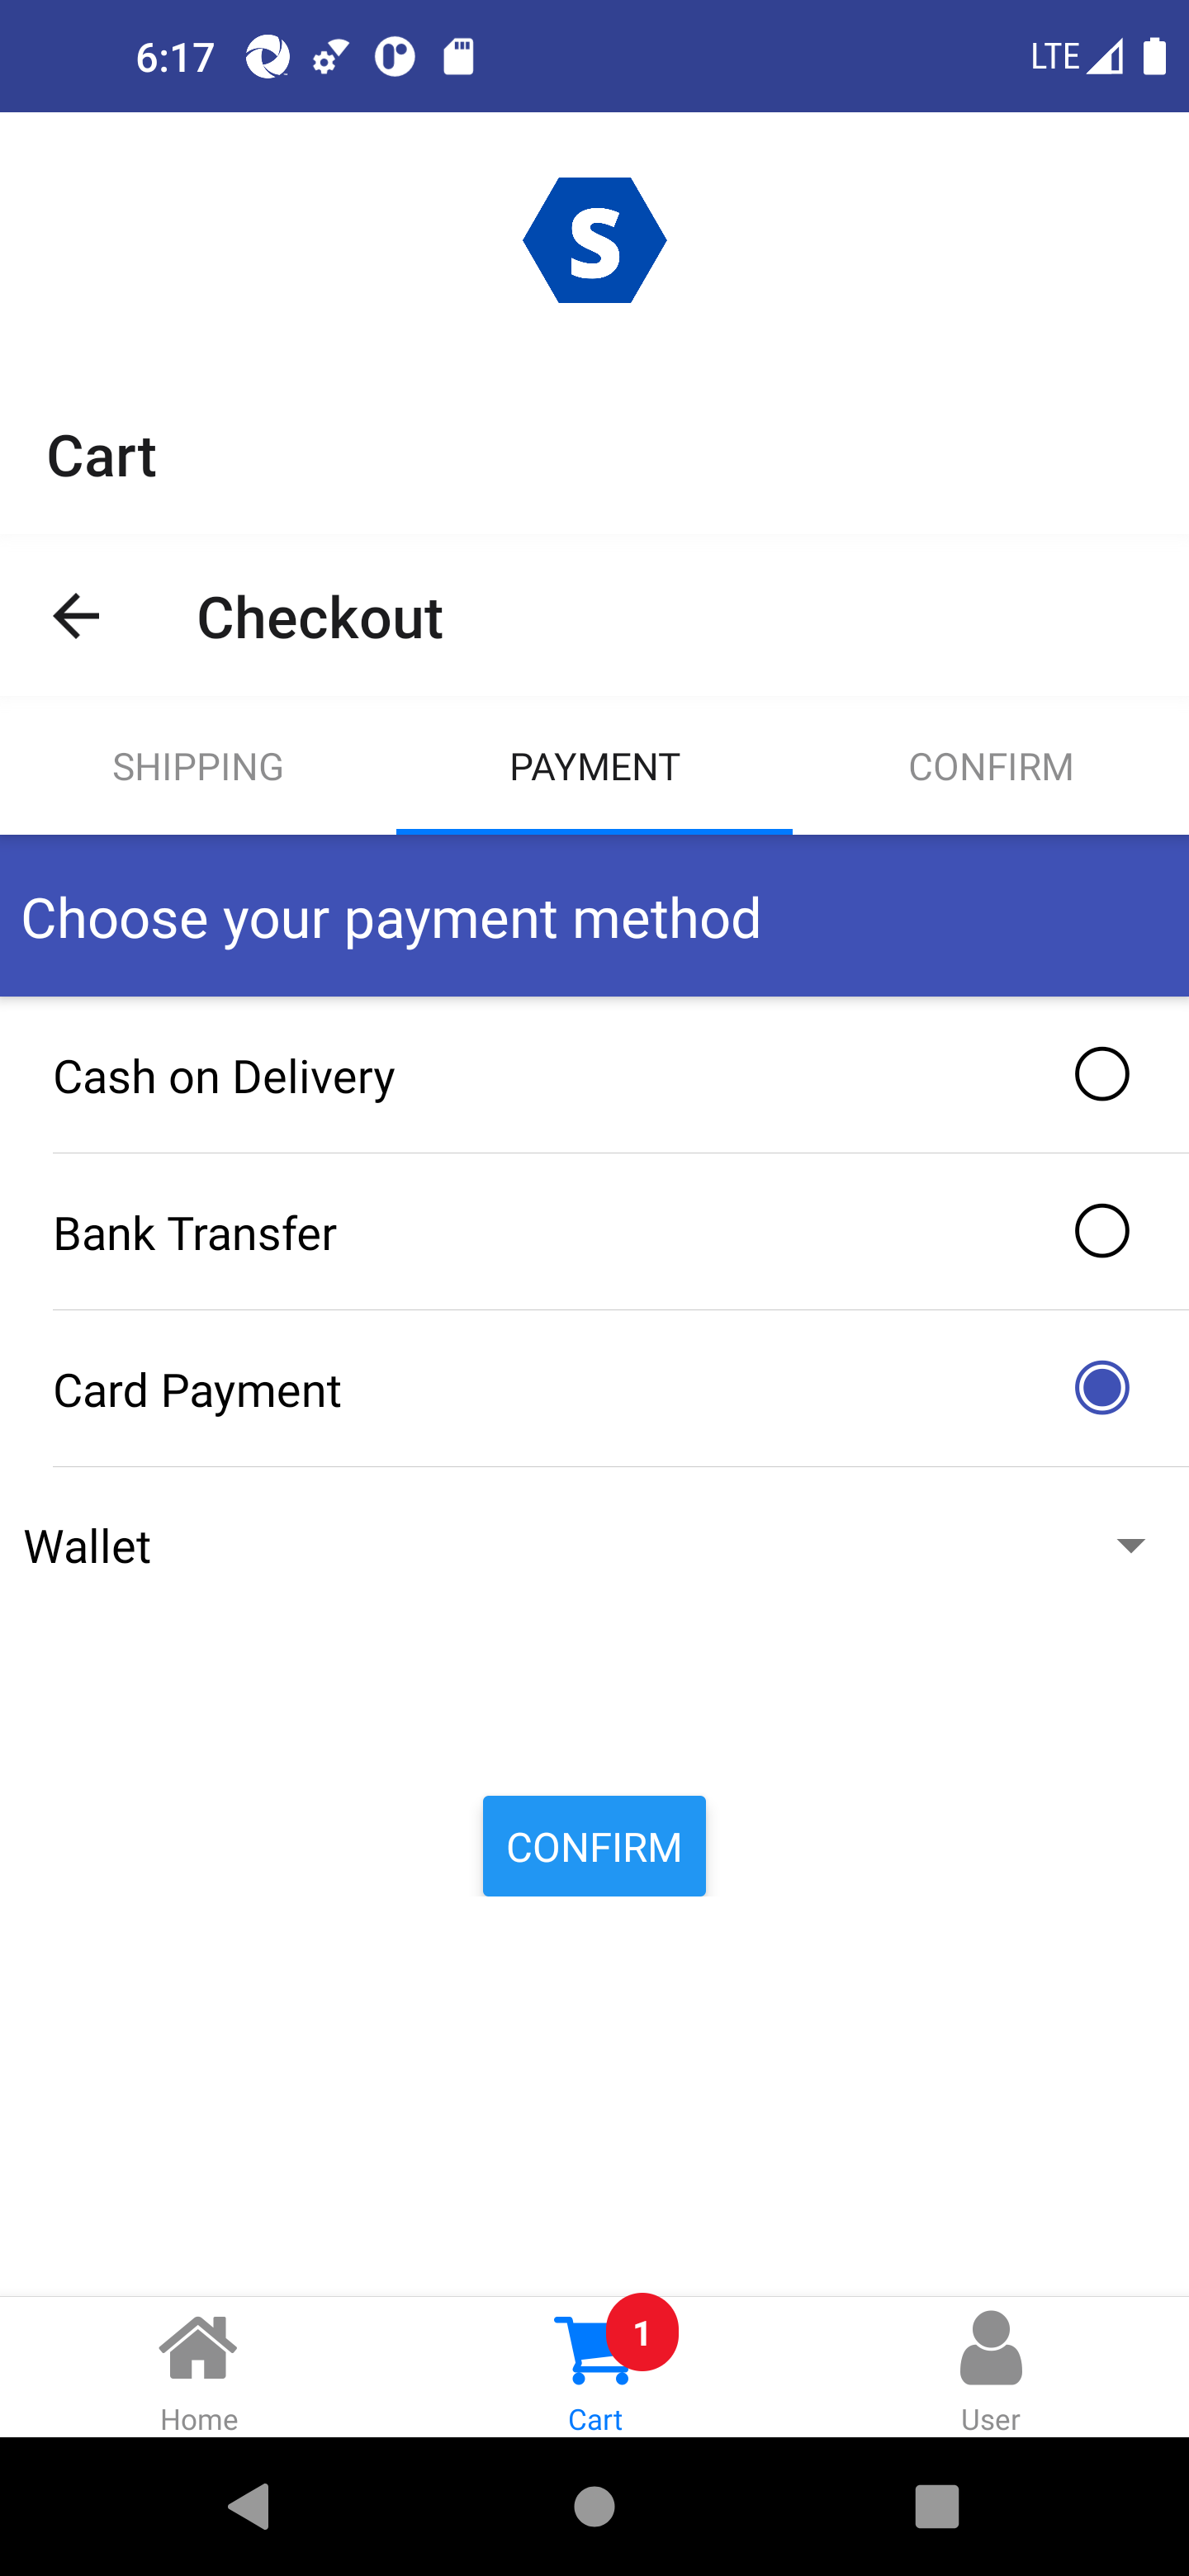 6:17
LTE
S
Cart
Checkout
SHIPPING
PAYMENT
CONFIRM
Choose your payment method
Cash on Delivery
Bank Transfer
Card Payment
Wallet
CONFIRM
1
Home
Cart
User